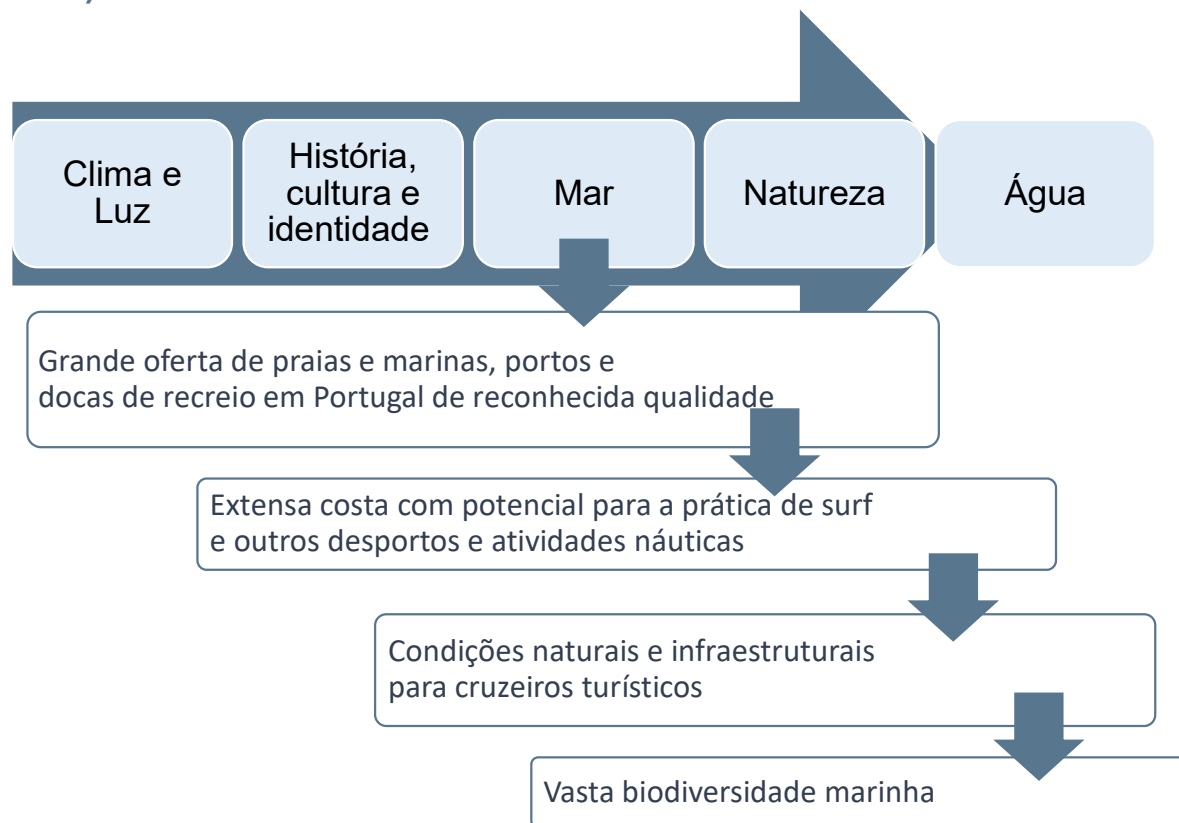 Clima e
Luz
História,
cultura e
identidade
Mar
Natureza
Água
Grande oferta de praias e marinas, portos e
docas de recreio em Portugal de reconhecida qualidade
Extensa costa com potencial para a prática de surf
e outros desportos e atividades náuticas
Condições naturais e infraestruturais
para cruzeiros turísticos
Vasta biodiversidade marinha